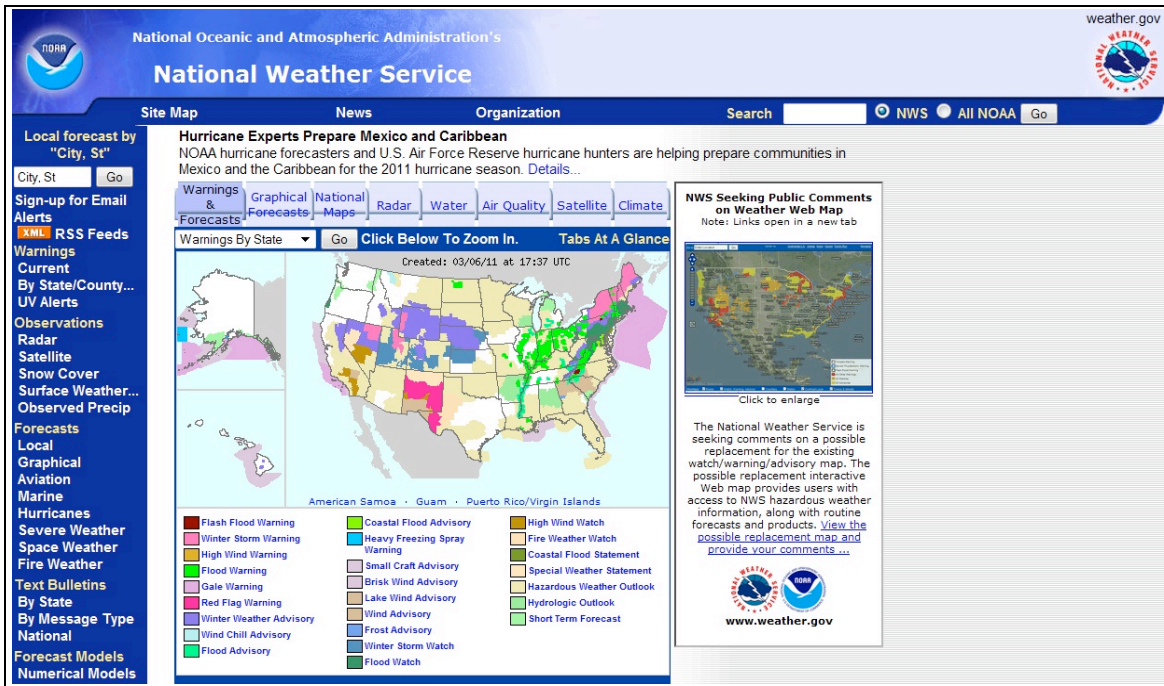 weather.gov
NOAA
National Oceanic and Atmospheric Administration's
National Weather Service
Site Map News Organization Search NWS All NOAA Go
Local forecast by
"City, St"
City, St Go
Sign-up for Email
Alerts
XML RSS Feeds
Warnings
Current
By State/County...
UV Alerts
Observations
Radar
Satellite
Snow Cover
Surface Weather...
Observed Precip
Forecasts
Local
Graphical
Aviation
Marine
Hurricanes
Severe Weather
Space Weather
Fire Weather
Text Bulletins
By State
By Message Type
National
Forecast Models
Numerical Models
Hurricane Experts Prepare Mexico and Caribbean
NOAA hurricane forecasters and U.S. Air Force Reserve hurricane hunters are helping prepare communities in
Mexico and the Caribbean for the 2011 hurricane season. Details...
Warnings
&
Forecasts
Graphical
Forecasts
National
Maps
Radar
Water
Air Quality
Satellite
Climate
Warnings By State Go Click Below To Zoom In. Tabs At A Glance
Created: 03/06/11 at 17:37 UTC
American Samoa · Guam · Puerto Rico/Virgin Islands
Flash Flood Warning
Winter Storm Warning
High Wind Warning
Flood Warning
Gale Warning
Red Flag Warning
Winter Weather Advisory
Wind Chill Advisory
Flood Advisory
Coastal Flood Advisory
Heavy Freezing Spray
Warning
Small Craft Advisory
Brisk Wind Advisory
Lake Wind Advisory
Wind Advisory
Frost Advisory
Winter Storm Watch
Flood Watch
High Wind Watch
Fire Weather Watch
Coastal Flood Statement
Special Weather Statement
Hazardous Weather Outlook
Hydrologic Outlook
Short Term Forecast
NWS Seeking Public Comments
on Weather Web Map
Note: Links open in a new tab
Click to enlarge
The National Weather Service is
seeking comments on a possible
replacement for the existing
watch/warning/advisory map. The
possible replacement interactive
Web map provides users with
access to NWS hazardous weather
information, along with routine
forecasts and products. View the
possible replacement map and
provide your comments ...
NOAA
www.weather.gov